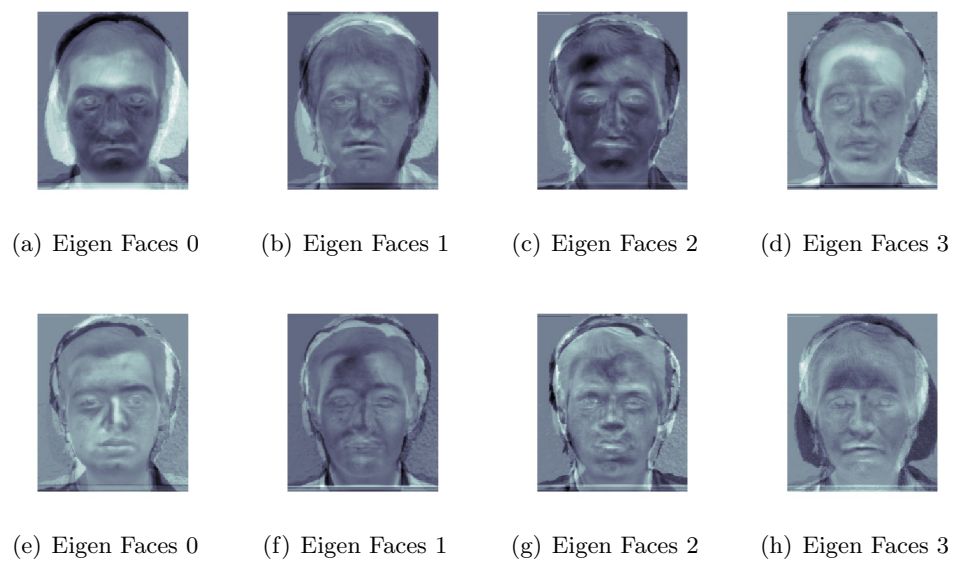 (a) Eigen Faces 0 (b) Eigen Faces 1 (c) Eigen Faces 2 (d) Eigen Faces 3
(e) Eigen Faces 0 (f) Eigen Faces 1 (g) Eigen Faces 2 (h) Eigen Faces 3